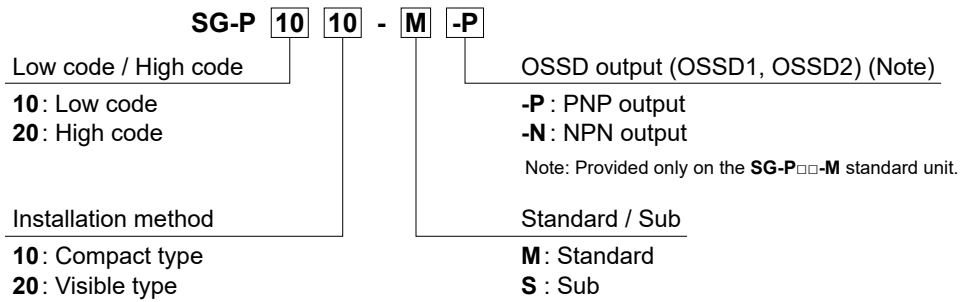 SG-P 10 10 - M -P
Low code / High code
10: Low code
20: High code
OSSD output (OSSD1, OSSD2) (Note)
-P: PNP output
-N: NPN output
Note: Provided only on the SG-P□□-M standard unit.
Installation method
10: Compact type
20: Visible type
Standard / Sub
M: Standard
S : Sub